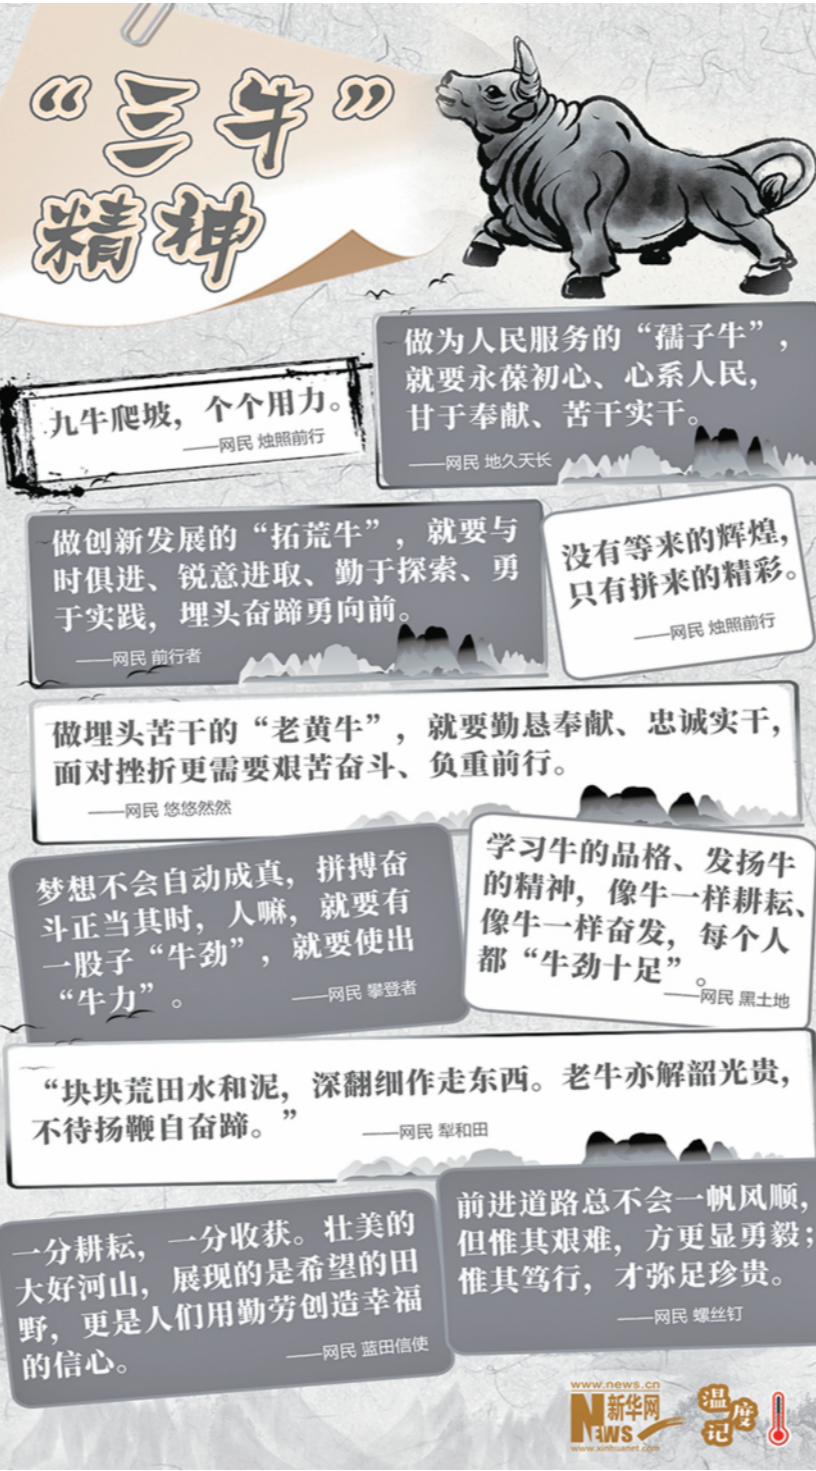 “三牛”
精神
九牛爬坡，个个用力。
——网民 烛照前行
做为人民服务的“孺子牛”，
就要永葆初心、心系人民，
甘于奉献、苦干实干。
——网民 地久天长
做创新发展的“拓荒牛”，就要与
时俱进、锐意进取、勤于探索、勇
于实践，埋头奋蹄勇向前。
——网民 前行者
没有等来的辉煌，
只有拼来的精彩。
——网民 烛照前行
做埋头苦干的“老黄牛”，就要勤恳奉献、忠诚实干，
面对挫折更需要艰苦奋斗、负重前行。
——网民 悠悠然然
梦想不会自动成真，拼搏奋
斗正当其时，人嘛，就要有
一股子“牛劲”，就要使出
“牛力”。
——网民 攀登者
学习牛的品格、发扬牛
的精神，像牛一样耕耘、
像牛一样奋发，每个人
都“牛劲十足”。
——网民 黑土地
“块块荒田水和泥，深翻细作走东西。老牛亦解韶光贵，
不待扬鞭自奋蹄。”
——网民 犁和田
一分耕耘，一分收获。壮美的
大好河山，展现的是希望的田
野，更是人们用勤劳创造幸福
的信心。
——网民 蓝田信使
前进道路总不会一帆风顺，
但惟其艰难，方更显勇毅；
惟其笃行，才弥足珍贵。
——网民 螺丝钉
www.news.cn
新华网
NEWS
www.xinhuanet.com
温度记